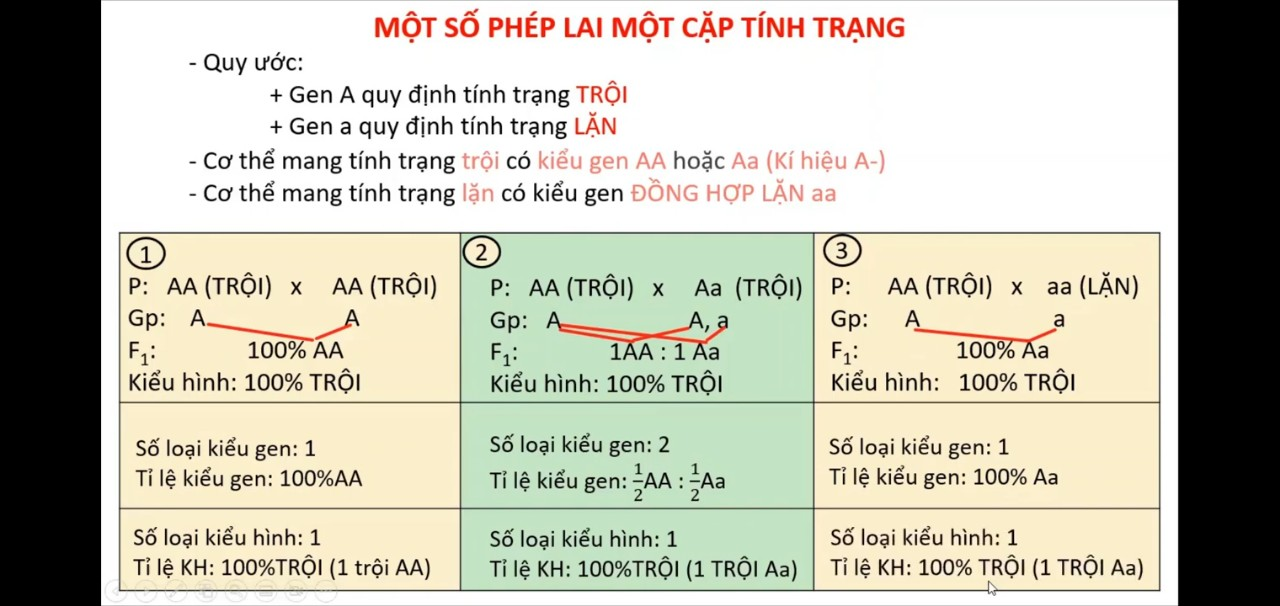 MỘT SỐ PHÉP LAI MỘT CẶP TÍNH TRẠNG
- Quy ước:
+ Gen A quy định tính trạng TRỘI
+ Gen a quy định tính trạng LẶN
- Cơ thể mang tính trạng trội có kiểu gen AA hoặc Aa (Kí hiệu A-)
- Cơ thể mang tính trạng lặn có kiểu gen ĐỒNG HỢP LẶN aa
1
P: AA (TRỘI) x AA (TRỘI)
Gp: A A
F₁: 100% AA
Kiểu hình: 100% TRỘI
2
P: AA (TRỘI) x Aa (TRỘI)
Gp: A A, a
F₁: 1AA : 1 Aa
Kiểu hình: 100% TRỘI
3
P: AA (TRỘI) x aa (LẶN)
Gp: A a
F₁: 100% Aa
Kiểu hình: 100% TRỘI
Số loại kiểu gen: 1
Tỉ lệ kiểu gen: 100%AA
Số loại kiểu gen: 2
Tỉ lệ kiểu gen: 1/2AA : 1/2Aa
Số loại kiểu gen: 1
Tỉ lệ kiểu gen: 100% Aa
Số loại kiểu hình: 1
Tỉ lệ KH: 100%TRỘI (1 trội AA)
Số loại kiểu hình: 1
Tỉ lệ KH: 100%TRỘI (1 TRỘI Aa)
Số loại kiểu hình: 1
Tỉ lệ KH: 100% TRỘI (1 TRỘI Aa)